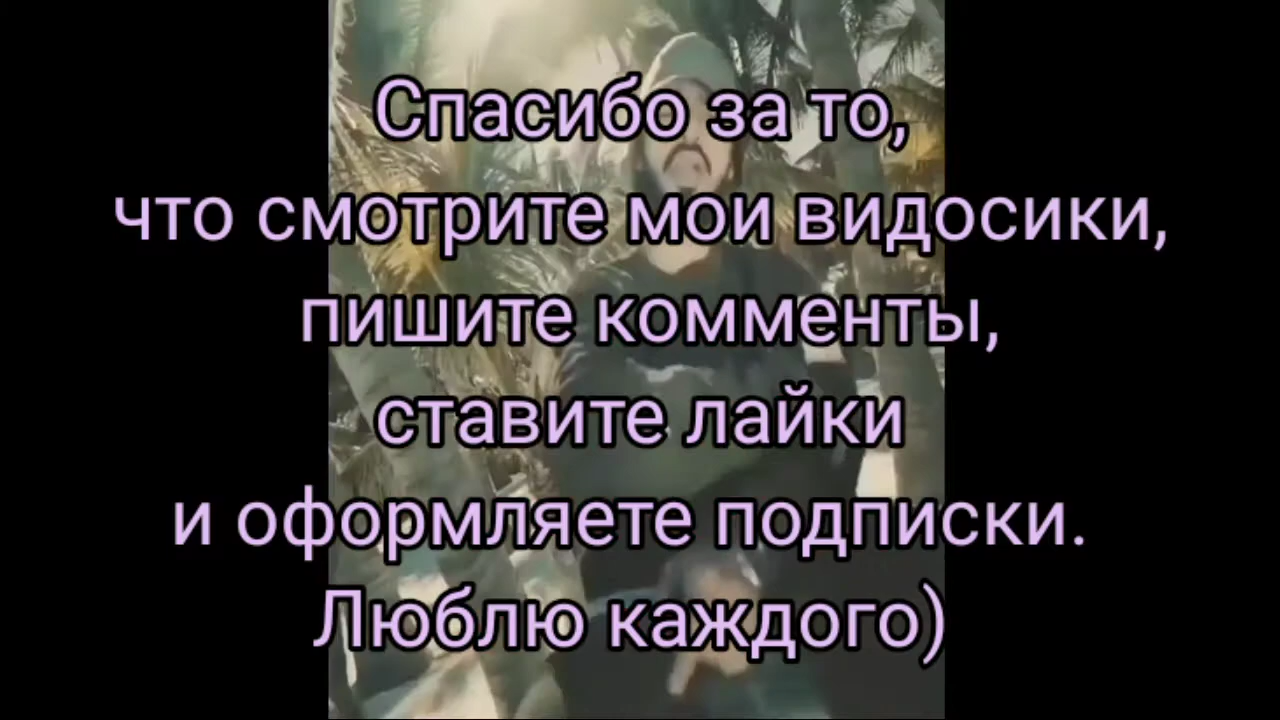 Спасибо за то,
что смотрите мои видосики,
пишите комменты,
ставите лайки
и оформляете подписки.
Люблю каждого)